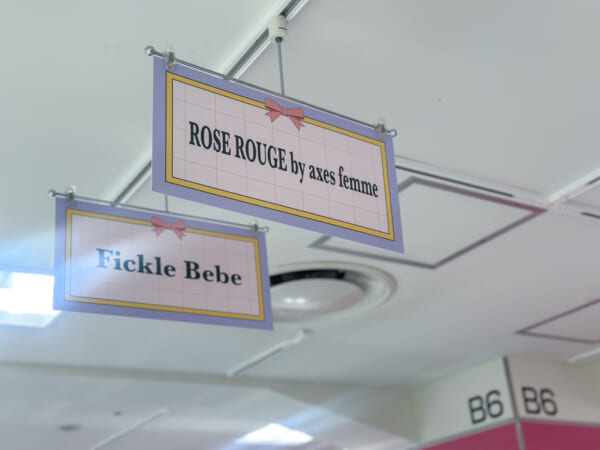 ROSE ROUGE by axes femme
Fickle Bebe
B6
B6